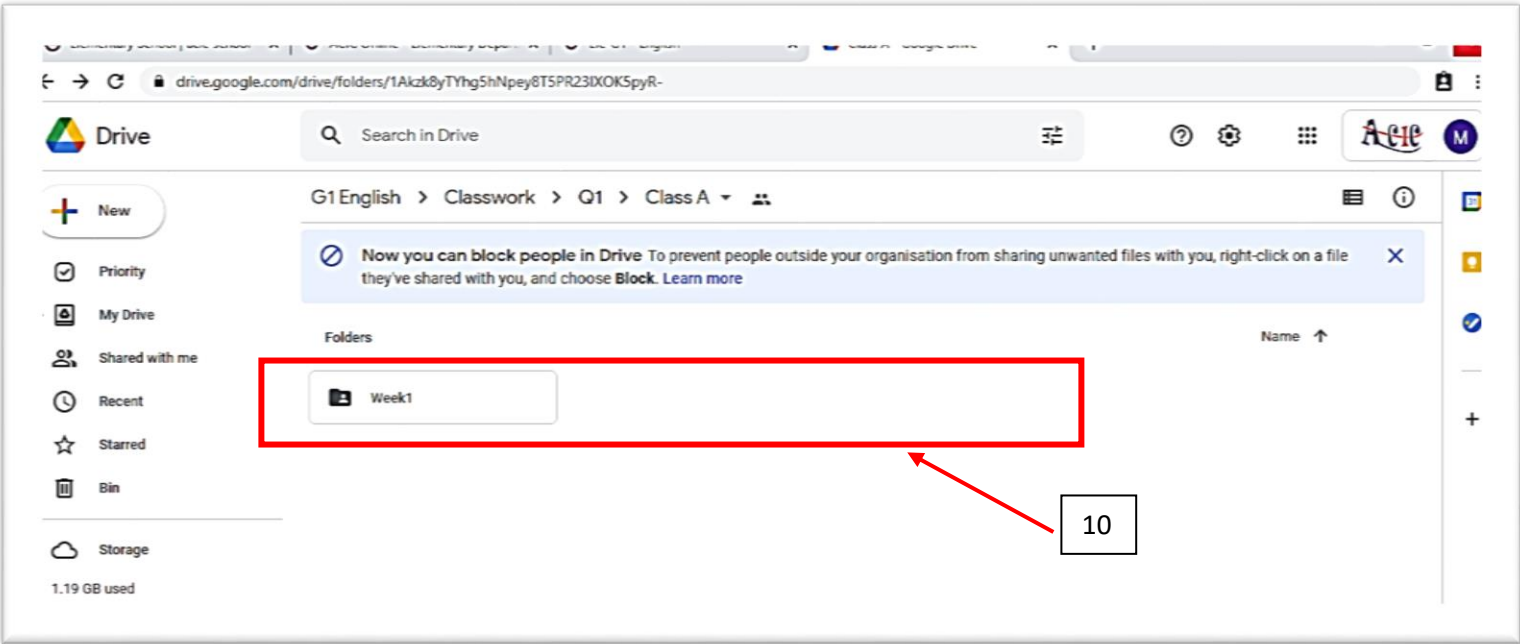 drive.google.com/drive/folders/1Akzk8yTYhg5hNpey8T5PR23IXOK5pyR-
Drive
Search in Drive
Acic
M
New
G1 English > Classwork > Q1 > Class A
Now you can block people in Drive To prevent people outside your organisation from sharing unwanted files with you, right-click on a file
they've shared with you, and choose Block. Learn more
Priority
My Drive
Shared with me
Recent
Starred
Bin
Storage
1.19 GB used
Folders
Name ↑
Week1
10